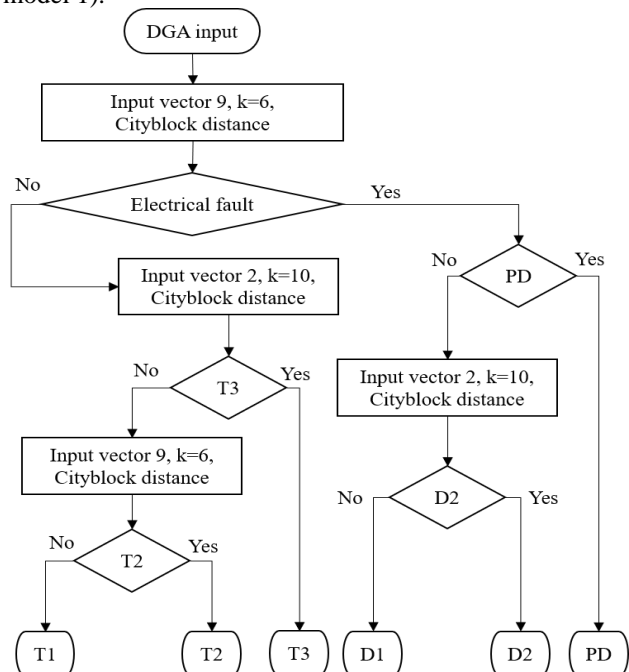 model 1).
DGA input
Input vector 9, k=6,
Cityblock distance
No
Electrical fault
Yes
Input vector 2, k=10,
Cityblock distance
No
PD
Yes
No
T3
Yes
Input vector 2, k=10,
Cityblock distance
Input vector 9, k=6,
Cityblock distance
No
D2
Yes
No
T2
Yes
T1
T2
T3
D1
D2
PD